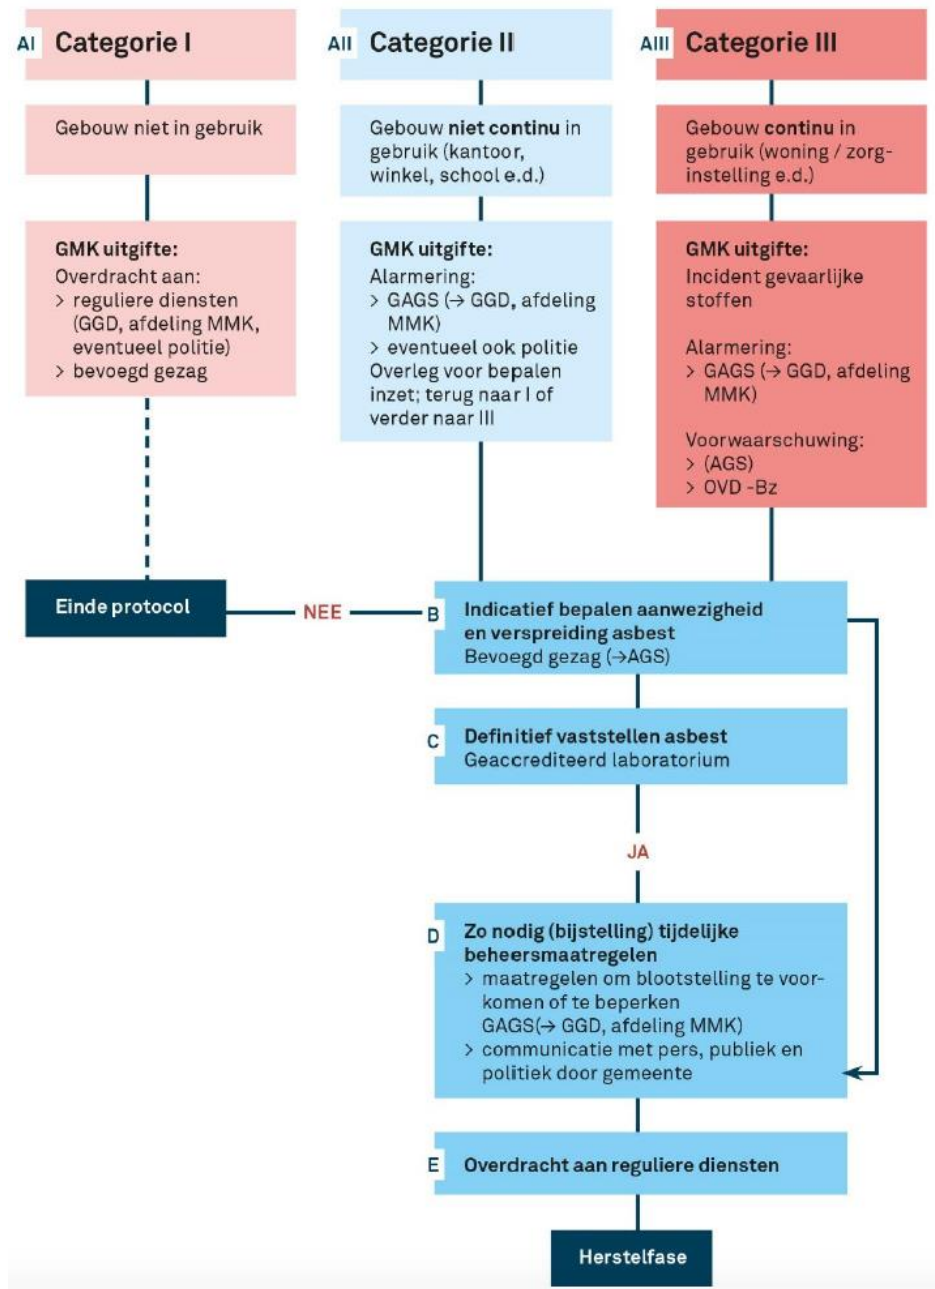 AI Categorie I
Gebouw niet in gebruik
GMK uitgifte:
Overdracht aan:
> reguliere diensten
(GGD, afdeling MMK,
eventueel politie)
> bevoegd gezag
AII Categorie II
Gebouw niet continu in
gebruik (kantoor,
winkel, school e.d.)
GMK uitgifte:
Alarmering:
> GAGS (→ GGD, afdeling
MMK)
> eventueel ook politie
Overleg voor bepalen
inzet; terug naar I of
verder naar III
AIII Categorie III
Gebouw continu in
gebruik (woning / zorg-
instelling e.d.)
GMK uitgifte:
Incident gevaarlijke
stoffen
Alarmering:
> GAGS (→ GGD, afdeling
MMK)
Voorwaarschuwing:
> (AGS)
> OVD -Bz
Einde protocol
NEE
B Indicatief bepalen aanwezigheid
en verspreiding asbest
Bevoegd gezag (→AGS)
C Definitief vaststellen asbest
Geaccrediteerd laboratorium
JA
D Zo nodig (bijstelling) tijdelijke
beheersmaatregelen
> maatregelen om blootstelling te voor-
komen of te beperken
GAGS(→ GGD, afdeling MMK)
> communicatie met pers, publiek en
politiek door gemeente
E Overdracht aan reguliere diensten
Herstelfase